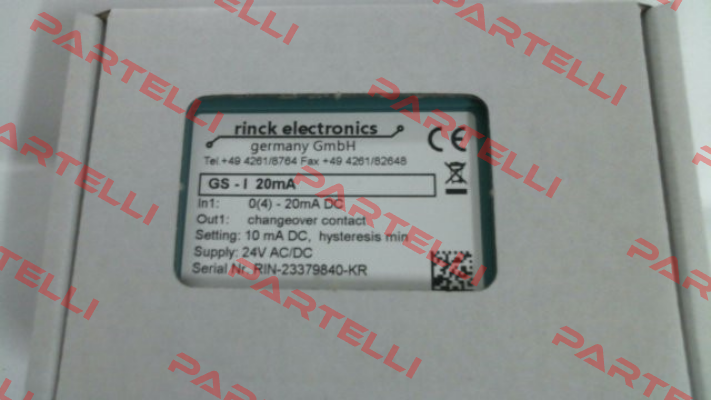 rinck electronics
germany GmbH
Tel.+49 4261/8764 Fax +49 4261/82648
GS - I 20mA
In1: 0(4) - 20mA DC
Out1: changeover contact
Setting: 10 mA DC, hysteresis min
Supply: 24V AC/DC
Serial Nr. RIN-23379840-KR
CE
PARTELLI
PARTELLI
PARTELLI
PARTELLI
PARTELLI
PARTELLI
PARTELLI
PARTELLI
PARTELLI